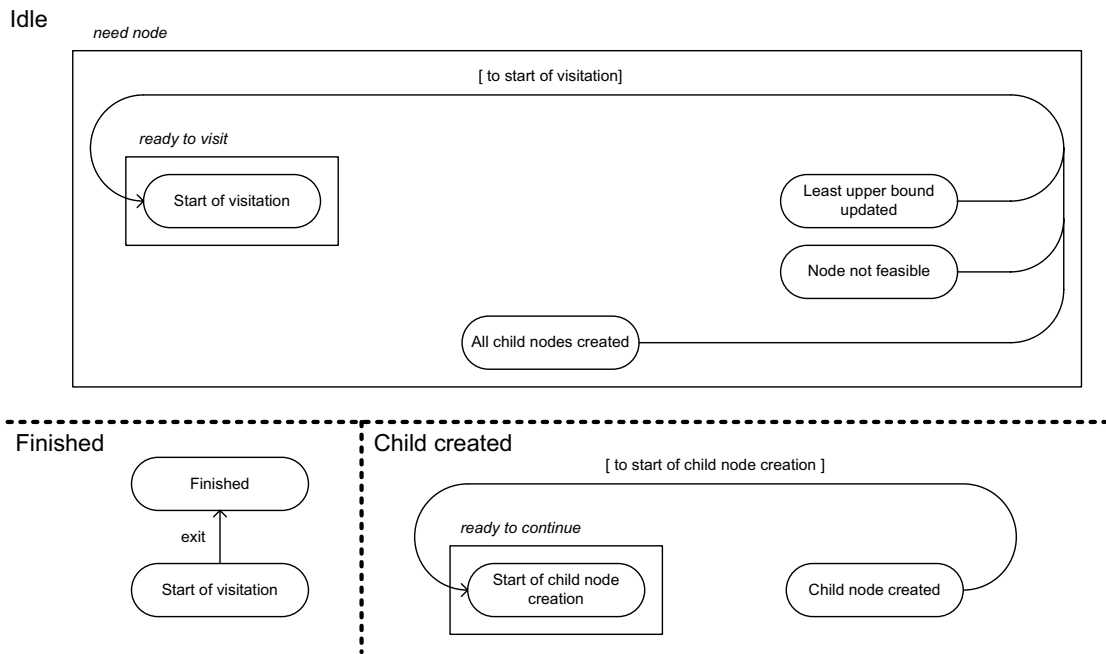 Idle
need node
[ to start of visitation]
ready to visit
Start of visitation
Least upper bound
updated
Node not feasible
All child nodes created
Finished
Finished
exit
Start of visitation
Child created
[ to start of child node creation ]
ready to continue
Start of child node
creation
Child node created